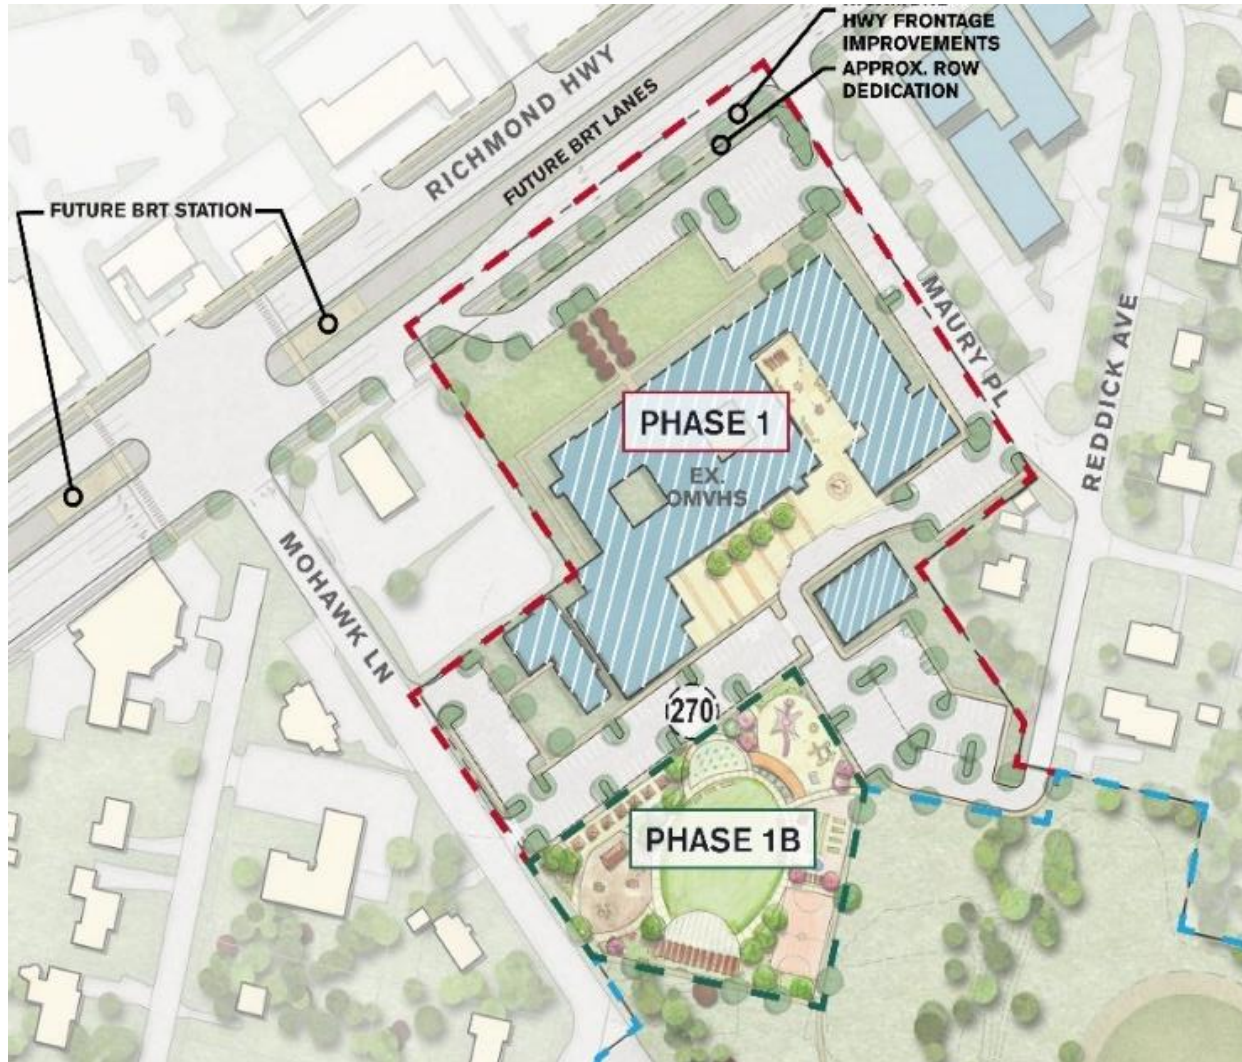 HWY FRONTAGE
IMPROVEMENTS
APPROX. ROW
DEDICATION
RICHMOND HWY
FUTURE BRT LANES
FUTURE BRT STATION
MAURY PL
REDDICK AVE
PHASE 1
EX.
OMVHS
MOHAWK LN
270
PHASE 1B